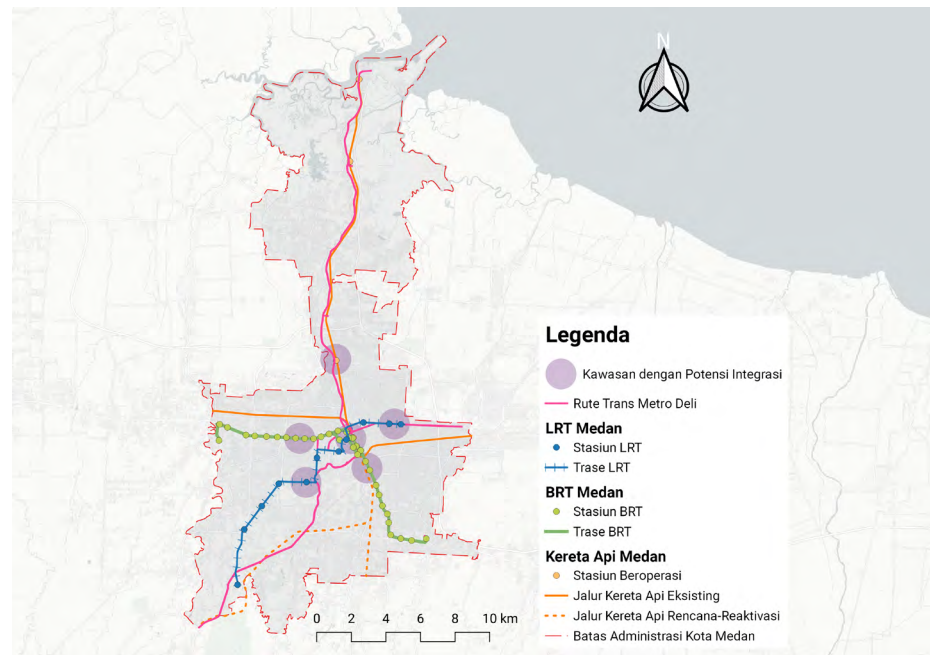 N
Legenda
Kawasan dengan Potensi Integrasi
Rute Trans Metro Deli
LRT Medan
Stasiun LRT
Trase LRT
BRT Medan
Stasiun BRT
Trase BRT
Kereta Api Medan
Stasiun Beroperasi
Jalur Kereta Api Eksisting
Jalur Kereta Api Rencana-Reaktivasi
Batas Administrasi Kota Medan
0 2 4 6 8 10 km